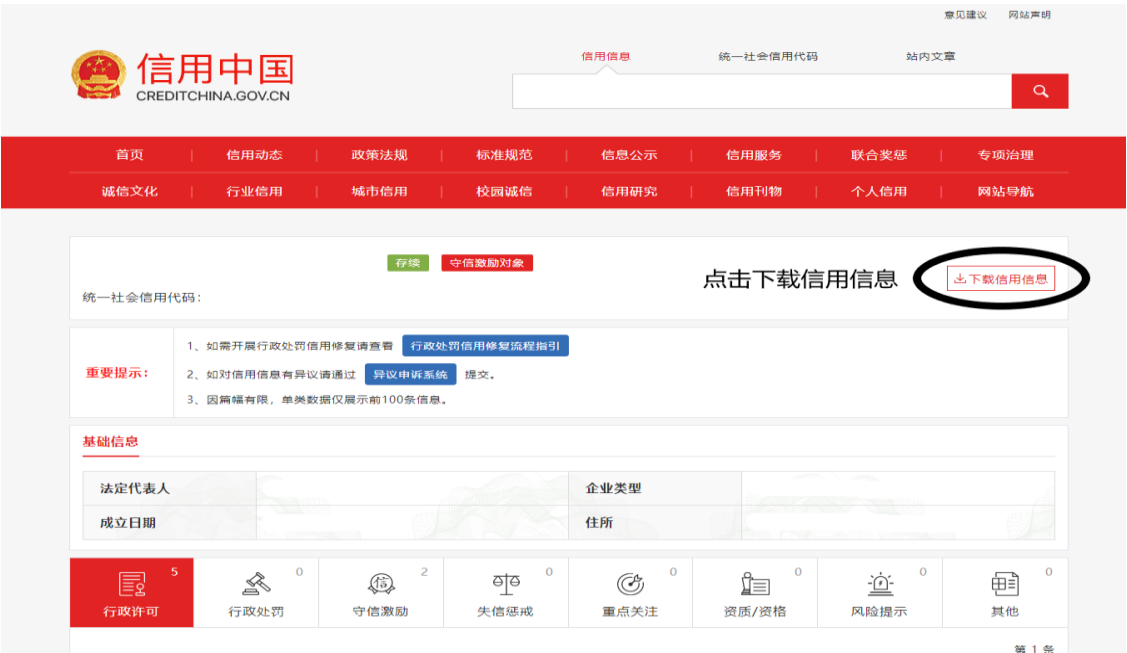 意见建议 网站声明
信用中国
CREDITCHINA.GOV.CN
信用信息 统一社会信用代码 站内文章
首页 信用动态 政策法规 标准规范 信息公示 信用服务 联合奖惩 专项治理
诚信文化 行业信用 城市信用 校园诚信 信用研究 信用刊物 个人信用 网站导航
存续 守信激励对象
点击下载信用信息 下载信用信息
统一社会信用代码：
重要提示：
1、如需开展行政处罚信用修复请查看 行政处罚信用修复流程指引
2、如对信用信息有异议请通过 异议申诉系统 提交。
3、因篇幅有限，单类数据仅展示前100条信息。
基础信息
法定代表人 企业类型
成立日期 住所
5 0 2 0 0 0 0 0
信
行政许可 行政处罚 守信激励 失信惩戒 重点关注 资质/资格 风险提示 其他
第 1 条